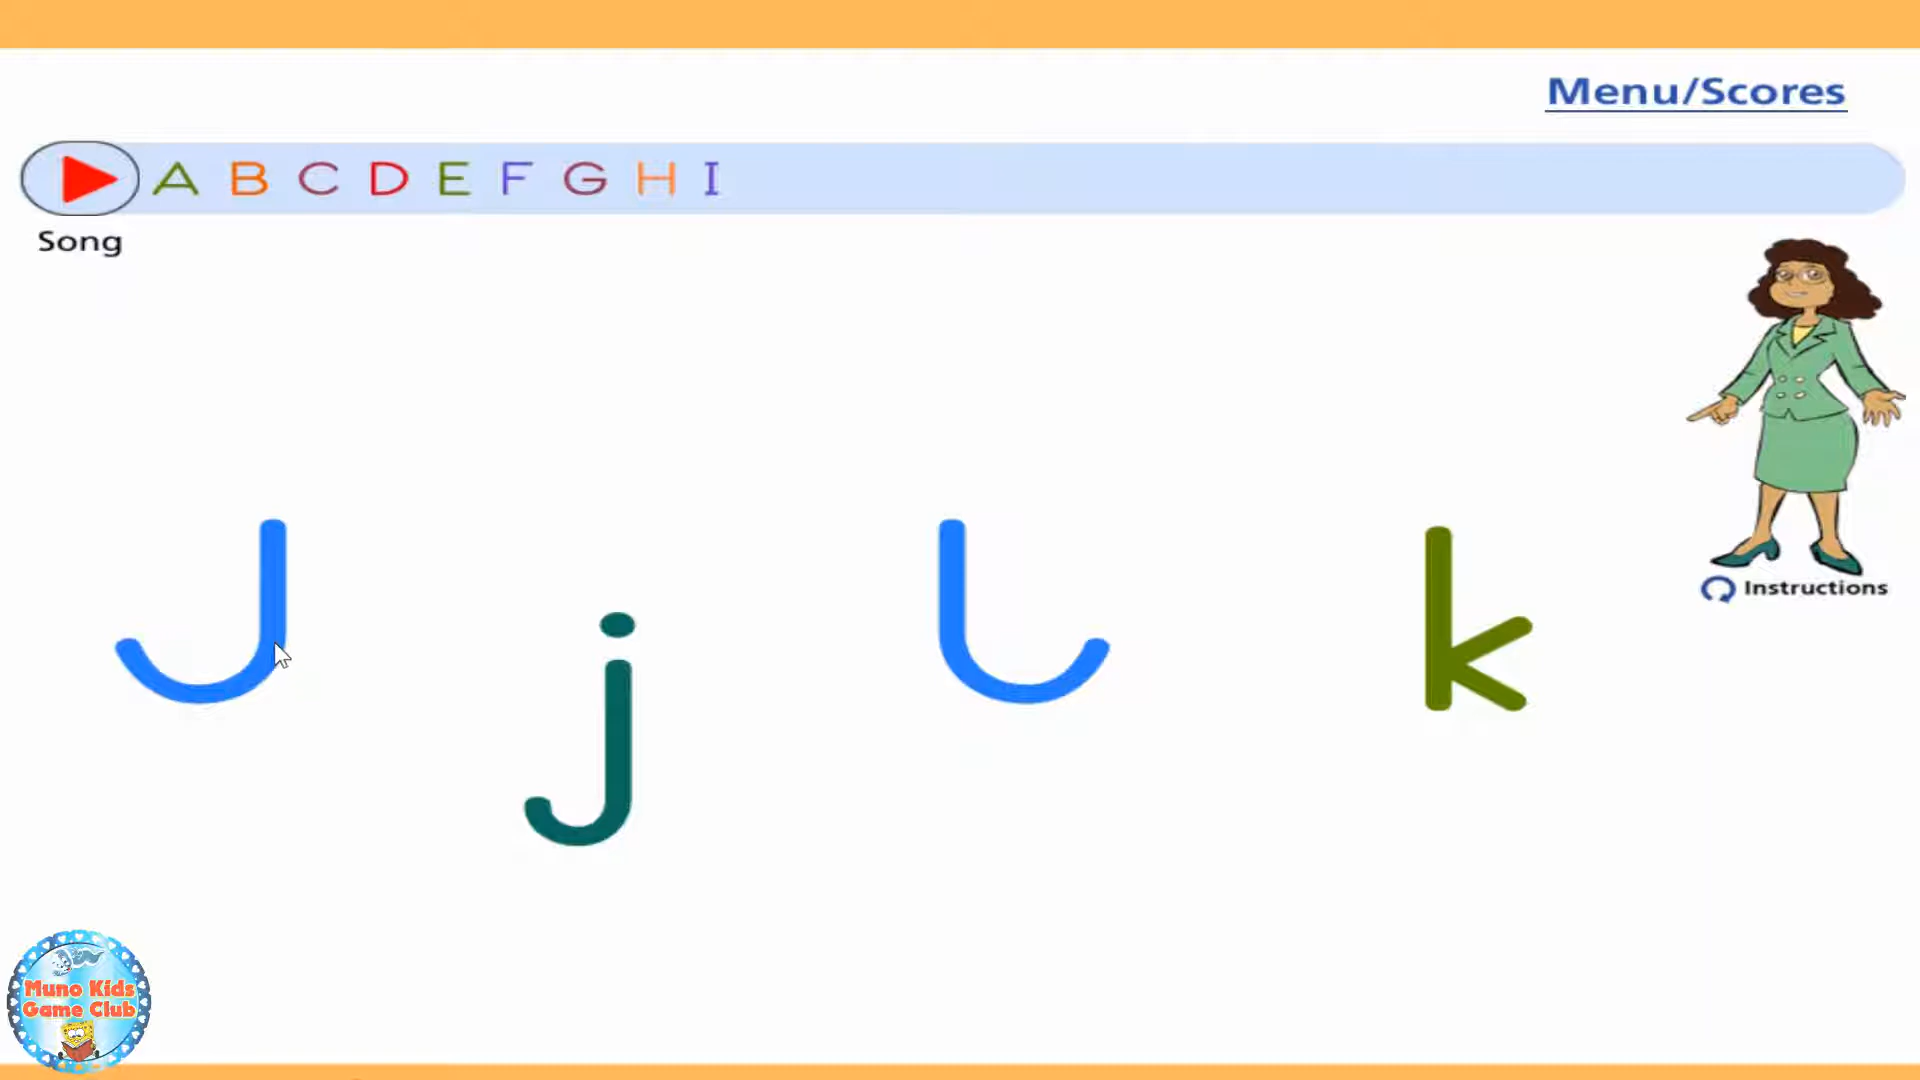 Menu/Scores
A B C D E F G H I
Song
Instructions
J j k
Muno Kids
Game Club